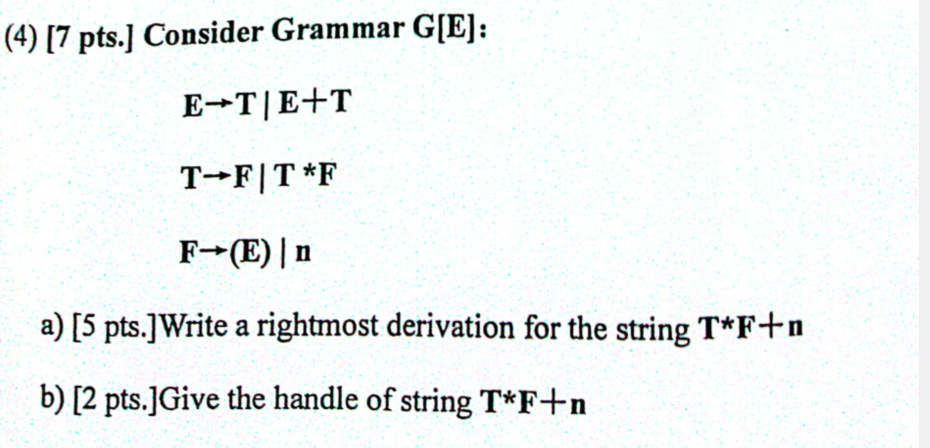 (4) [7 pts.] Consider Grammar G[E]:
E→T | E+T
T→F | T *F
F→(E) | n
a) [5 pts.]Write a rightmost derivation for the string T*F+n
b) [2 pts.]Give the handle of string T*F+n